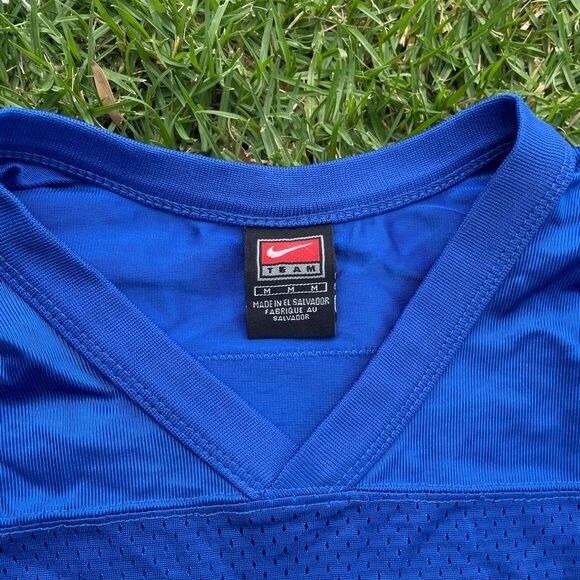 TEAM
M M M
MADE IN EL SALVADOR
FABRIQUE AU
SALVADOR